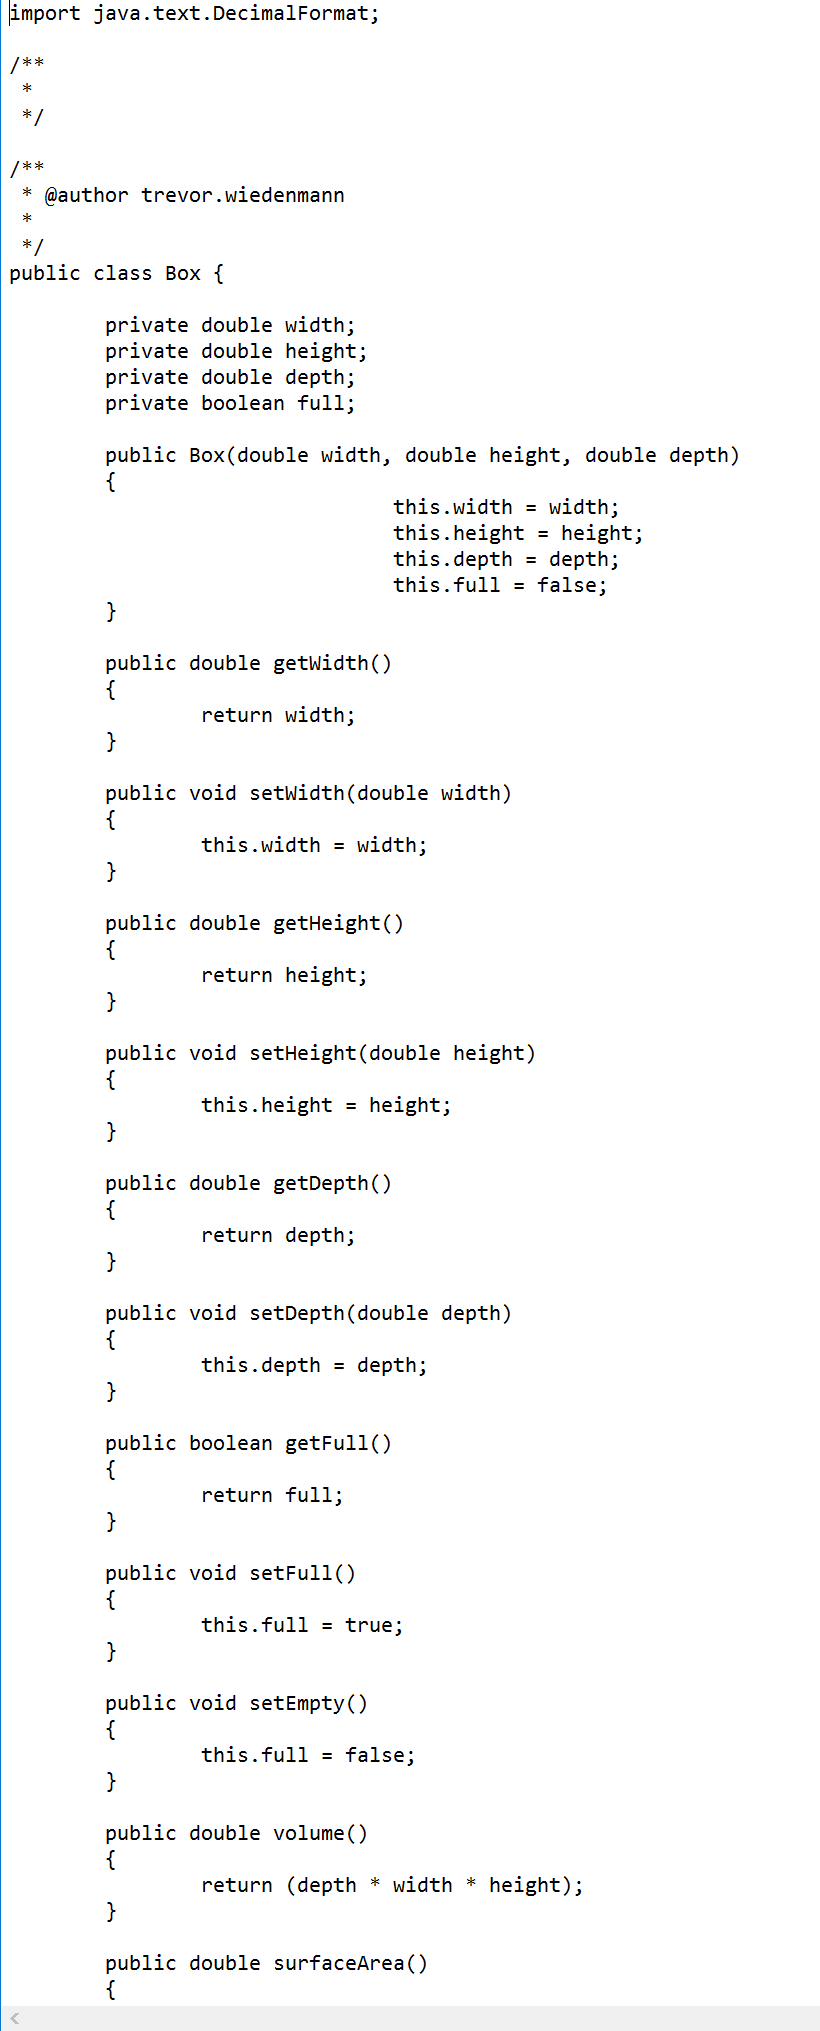 import java.text.DecimalFormat;
/**
 *
 */
/**
 * @author trevor.wiedenmann
 *
 */
public class Box {
private double width;
private double height;
private double depth;
private boolean full;
public Box(double width, double height, double depth)
{
this.width = width;
this.height = height;
this.depth = depth;
this.full = false;
}
public double getWidth()
{
return width;
}
public void setWidth(double width)
{
this.width = width;
}
public double getHeight()
{
return height;
}
public void setHeight(double height)
{
this.height = height;
}
public double getDepth()
{
return depth;
}
public void setDepth(double depth)
{
this.depth = depth;
}
public boolean getFull()
{
return full;
}
public void setFull()
{
this.full = true;
}
public void setEmpty()
{
this.full = false;
}
public double volume()
{
return (depth * width * height);
}
public double surfaceArea()
{